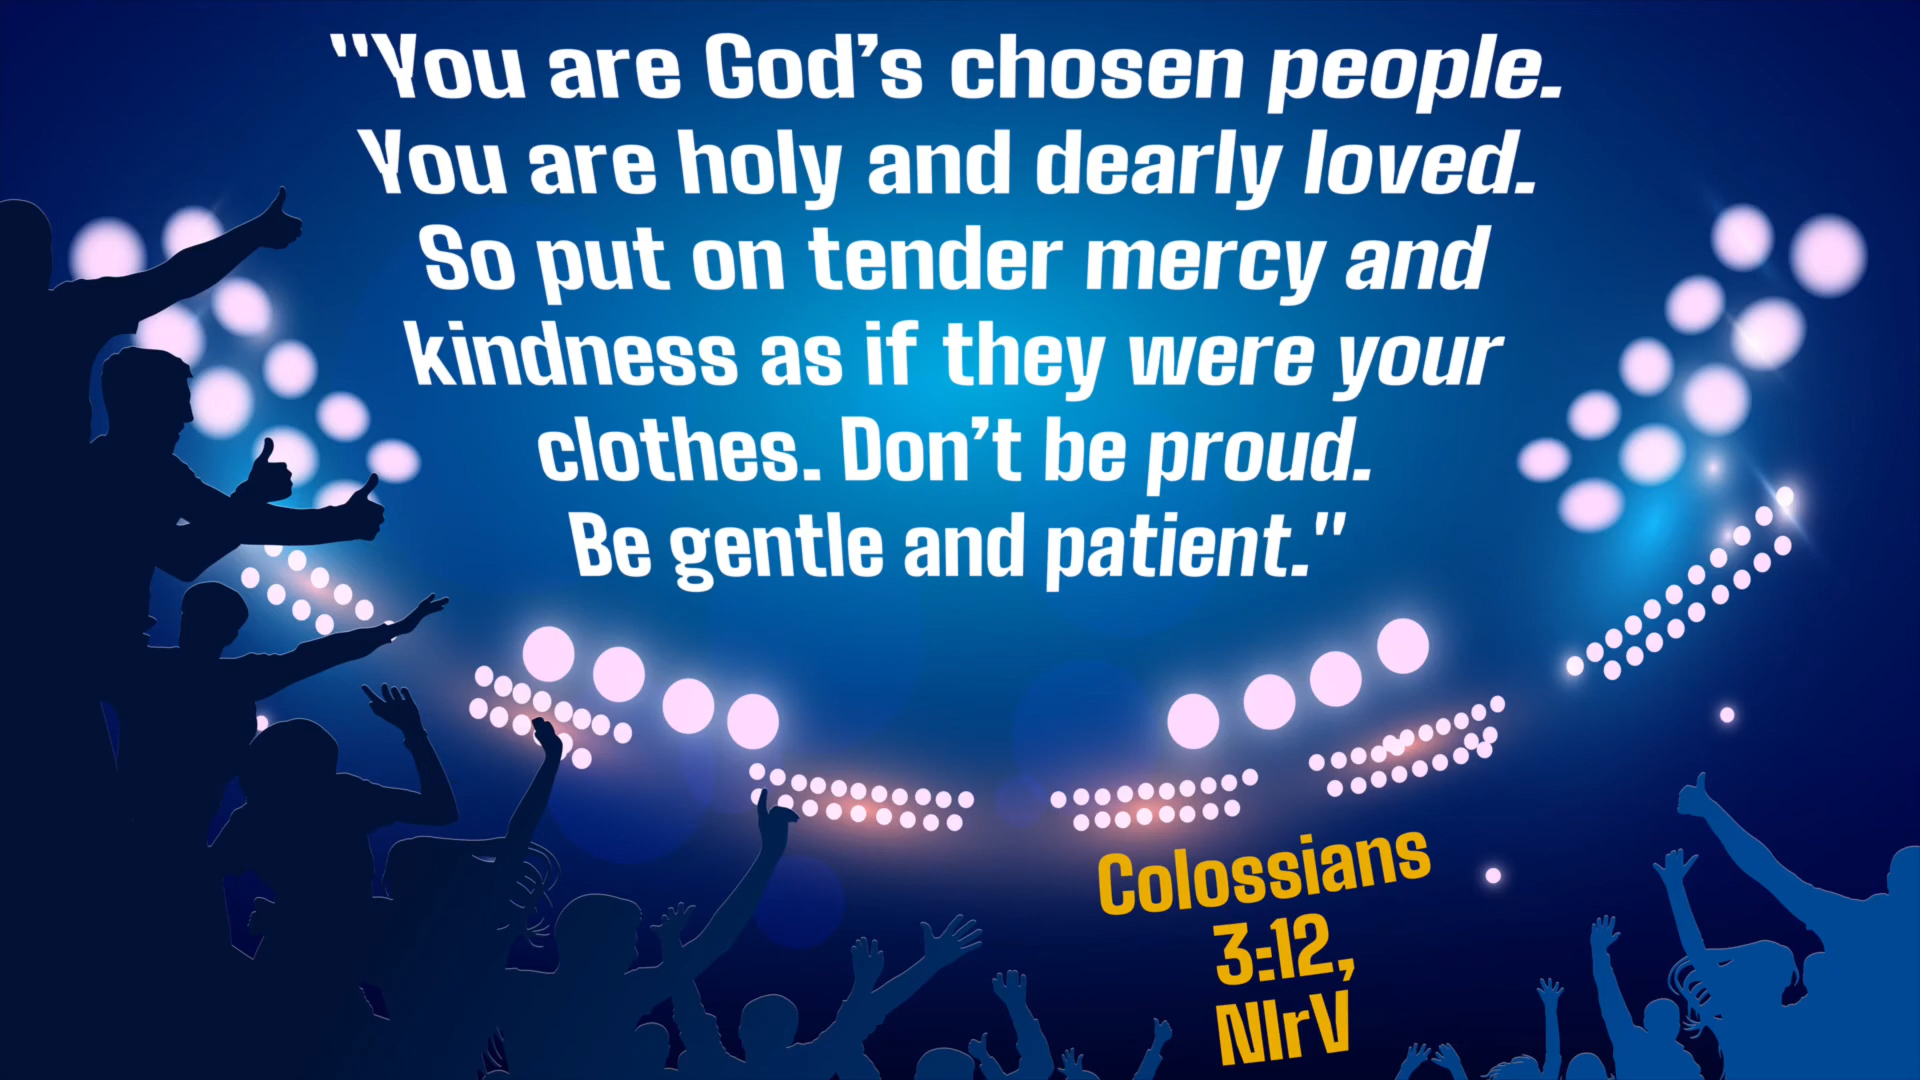 "You are God’s chosen people.
You are holy and dearly loved.
So put on tender mercy and
kindness as if they were your
clothes. Don’t be proud.
Be gentle and patient."
Colossians
3:12,
NIrV